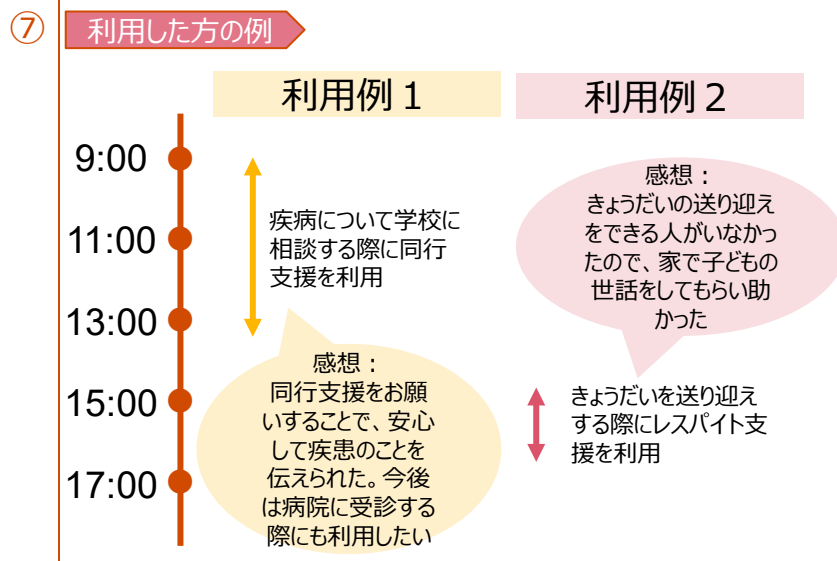 ⑦
利用した方の例
利用例１
利用例２
9:00
11:00
13:00
15:00
17:00
疾病について学校に
相談する際に同行
支援を利用
感想：
同行支援をお願
いすることで、安心
して疾患のことを
伝えられた。今後
は病院に受診する
際にも利用したい
感想：
きょうだいの送り迎え
をできる人がいなかっ
たので、家で子どもの
世話をしてもらい助
かった
きょうだいを送り迎え
する際にレスパイト支
援を利用